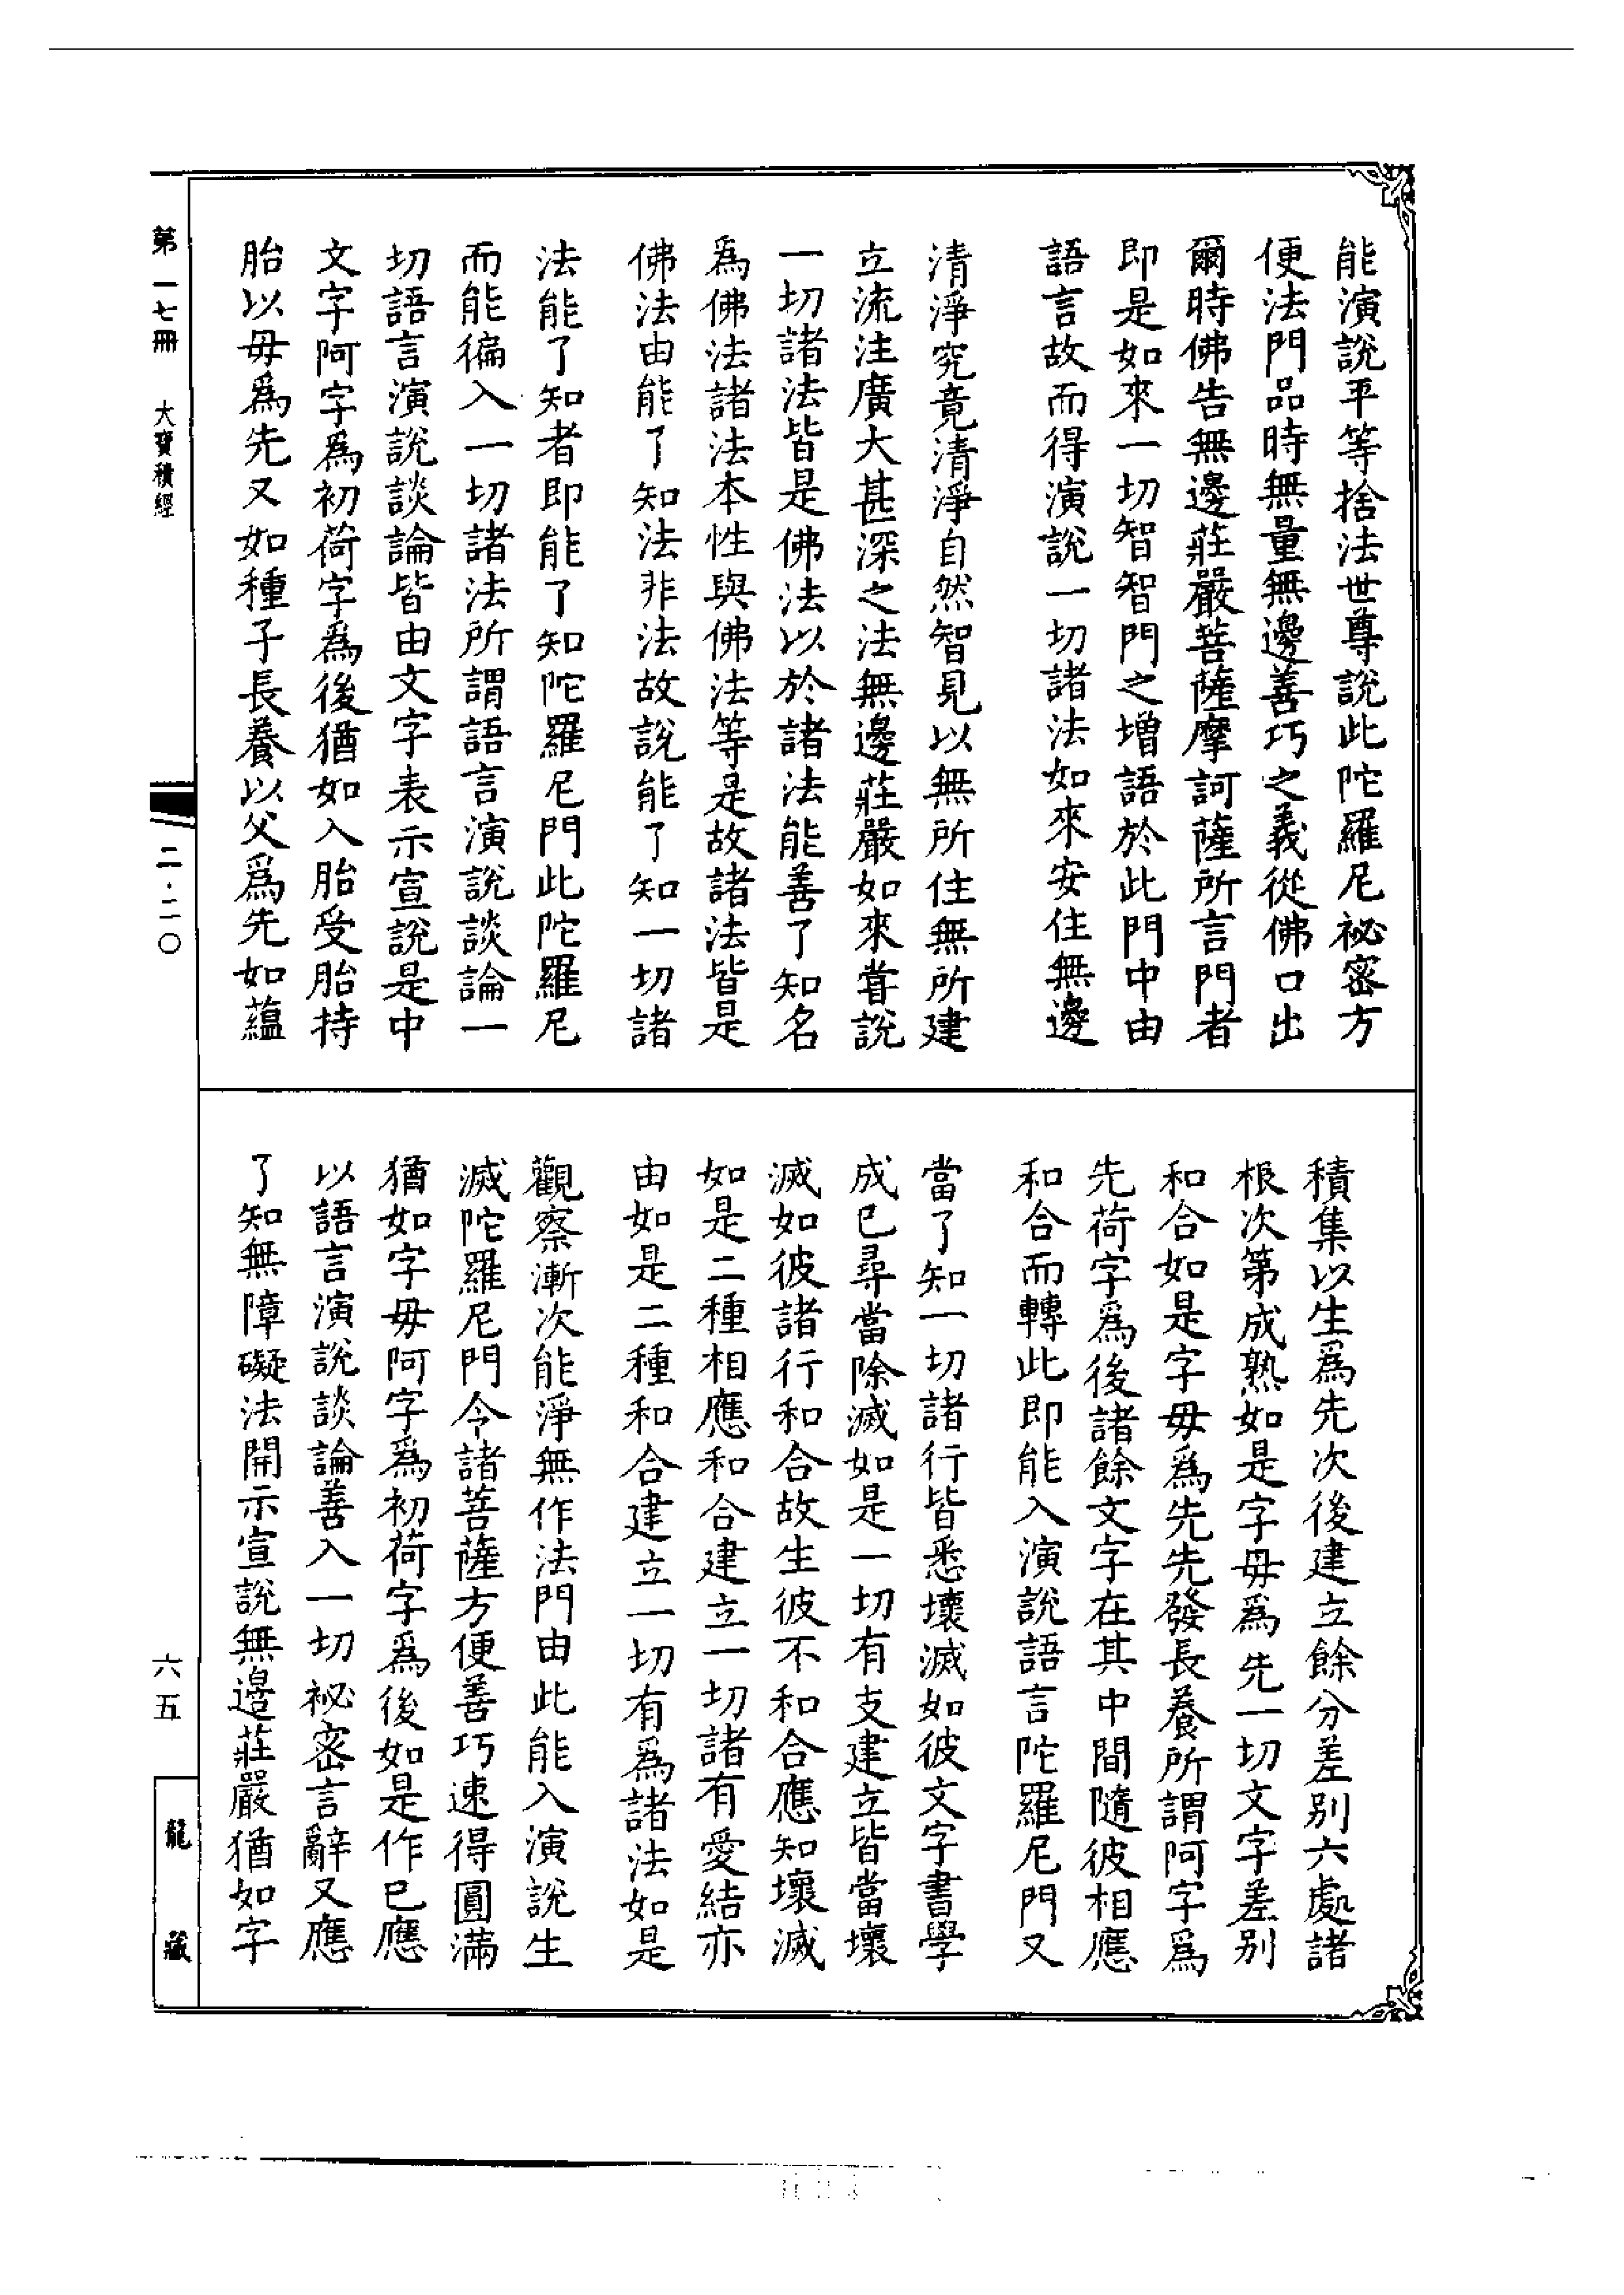 能演說平等捨法世尊說此陀羅尼祕密方
便法門品時無量無邊善巧之義從佛口出
爾時佛告無邊莊嚴菩薩摩訶薩所言門者
即是如來一切智智門之增語於此門中由
語言故而得演說一切諸法如來安住無邊
清淨究竟清淨自然智見以無所住無所建
立流注廣大甚深之法無邊莊嚴如來甞說
一切諸法皆是佛法以於諸法能善了知名
為佛法諸法本性與佛法等是故諸法皆是
佛法由能了知法非法故說能了知一切諸
法能了知者即能了知陀羅尼門此陀羅尼
而能徧入一切諸法所謂語言演說談論一
切語言演說談論皆由文字表示宣說是中
文字阿字爲初荷字爲後猶如入胎受胎持
胎以毋爲先又如種子長養以父爲先如蘊
積集以生爲先次後建立餘分差別六處諸
根次第成熟如是字毋爲先一切文字差別
和合如是字毋爲先先發長養所謂阿字爲
先荷字爲後諸餘文字在其中間隨彼相應
和合而轉此即能入演說語言陀羅尼門又
當了知一切諸行皆悉壞滅如彼文字書學
成已尋當除滅如是一切有支建立皆當壞
滅如彼諸行和合故生彼不和合應知壞滅
如是二種相應和合建立一切諸有愛結亦
由如是二種和合建立一切有爲諸法如是
觀察漸次能淨無作法門由此能入演說生
滅陀羅尼門令諸菩薩方便善巧速得圓滿
猶如字毋阿字爲初荷字爲後如是作已應
以語言演說談論善入一切祕密言辭又應
了知無障礙法開示宣說無邊莊嚴猶如字
第一七冊　大寶積經
二·二〇
六五
龍藏